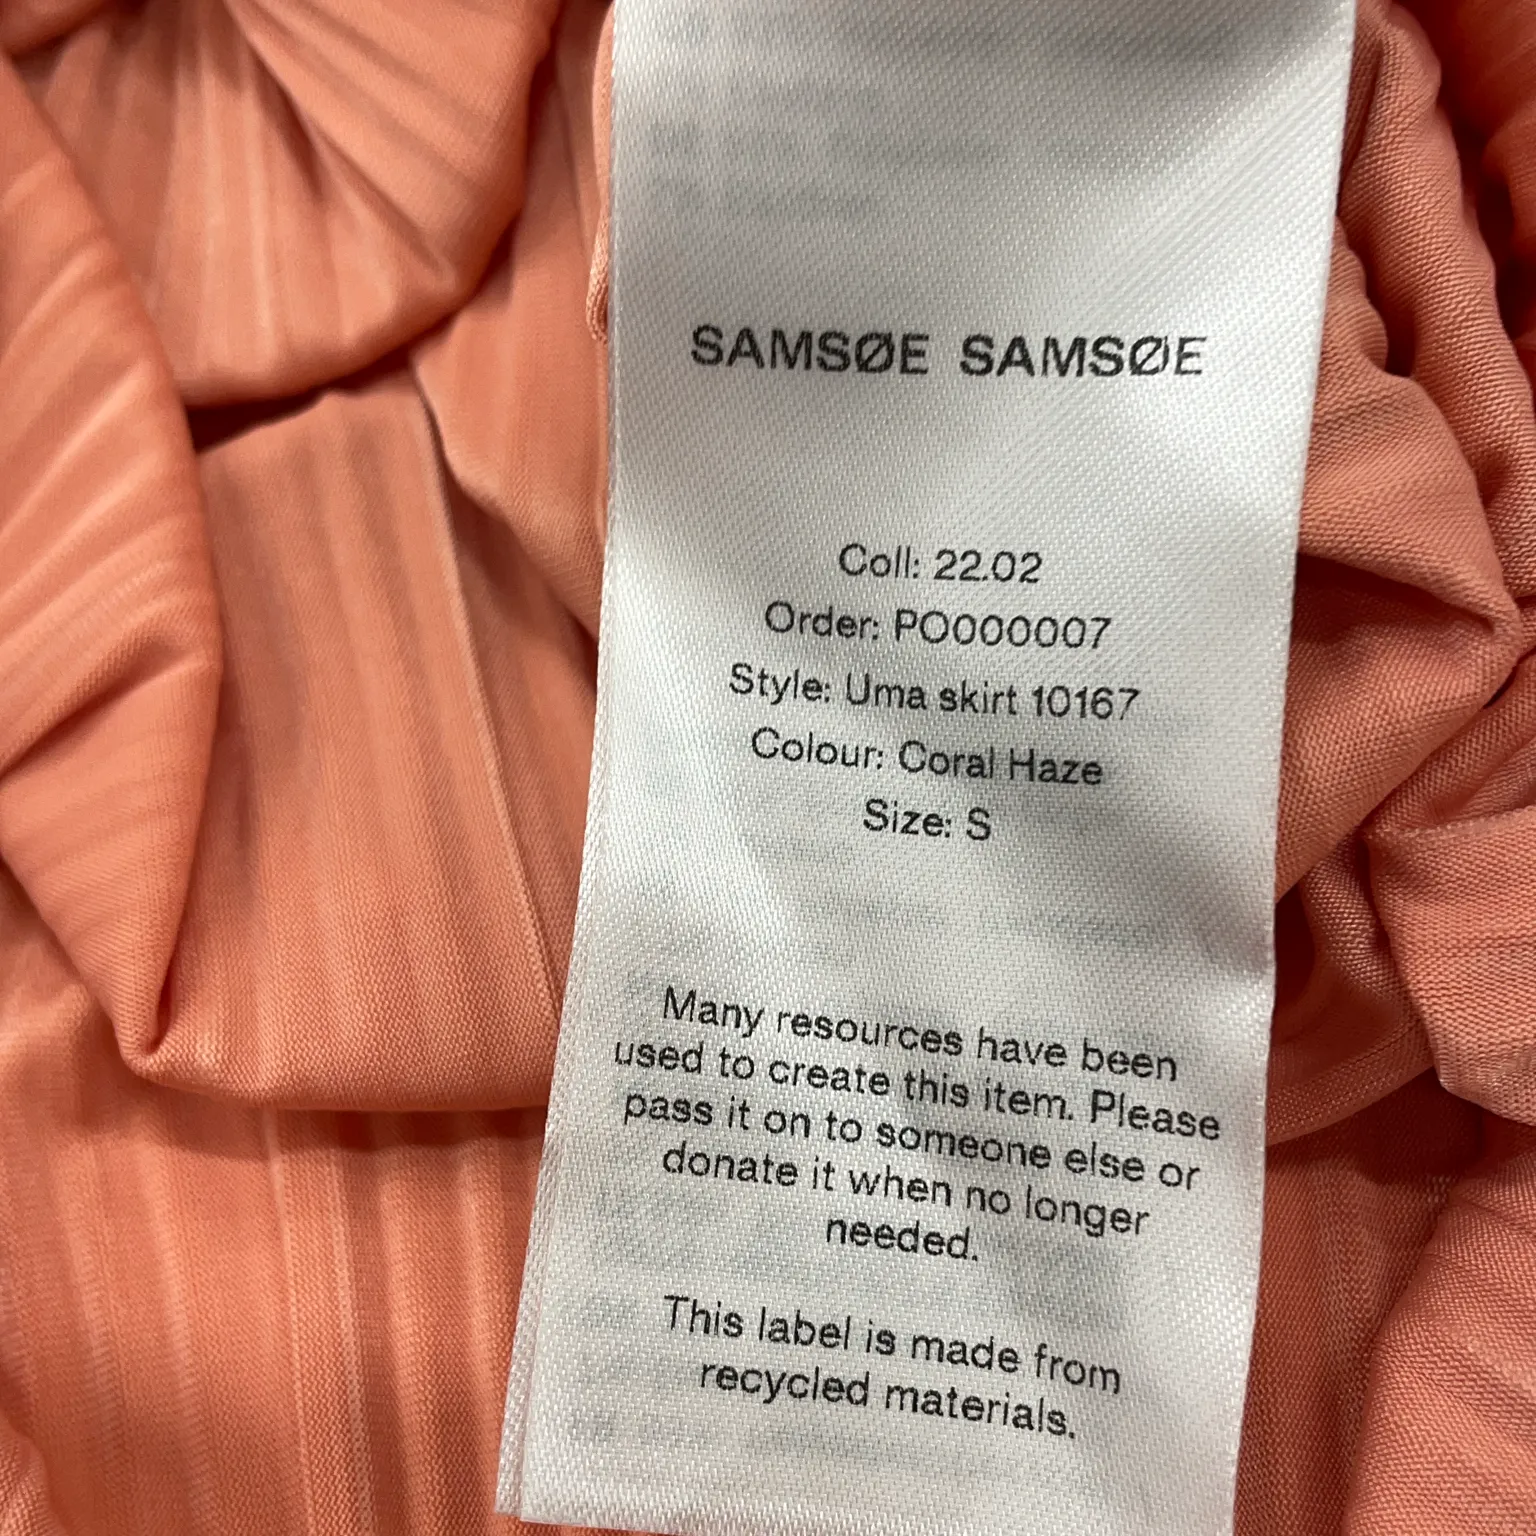 SAMSØE SAMSØE
Coll: 22.02
Order: PO000007
Style: Uma skirt 10167
Colour: Coral Haze
Size: S
Many resources have been
used to create this item. Please
pass it on to someone else or
donate it when no longer
needed.
This label is made from
recycled materials.